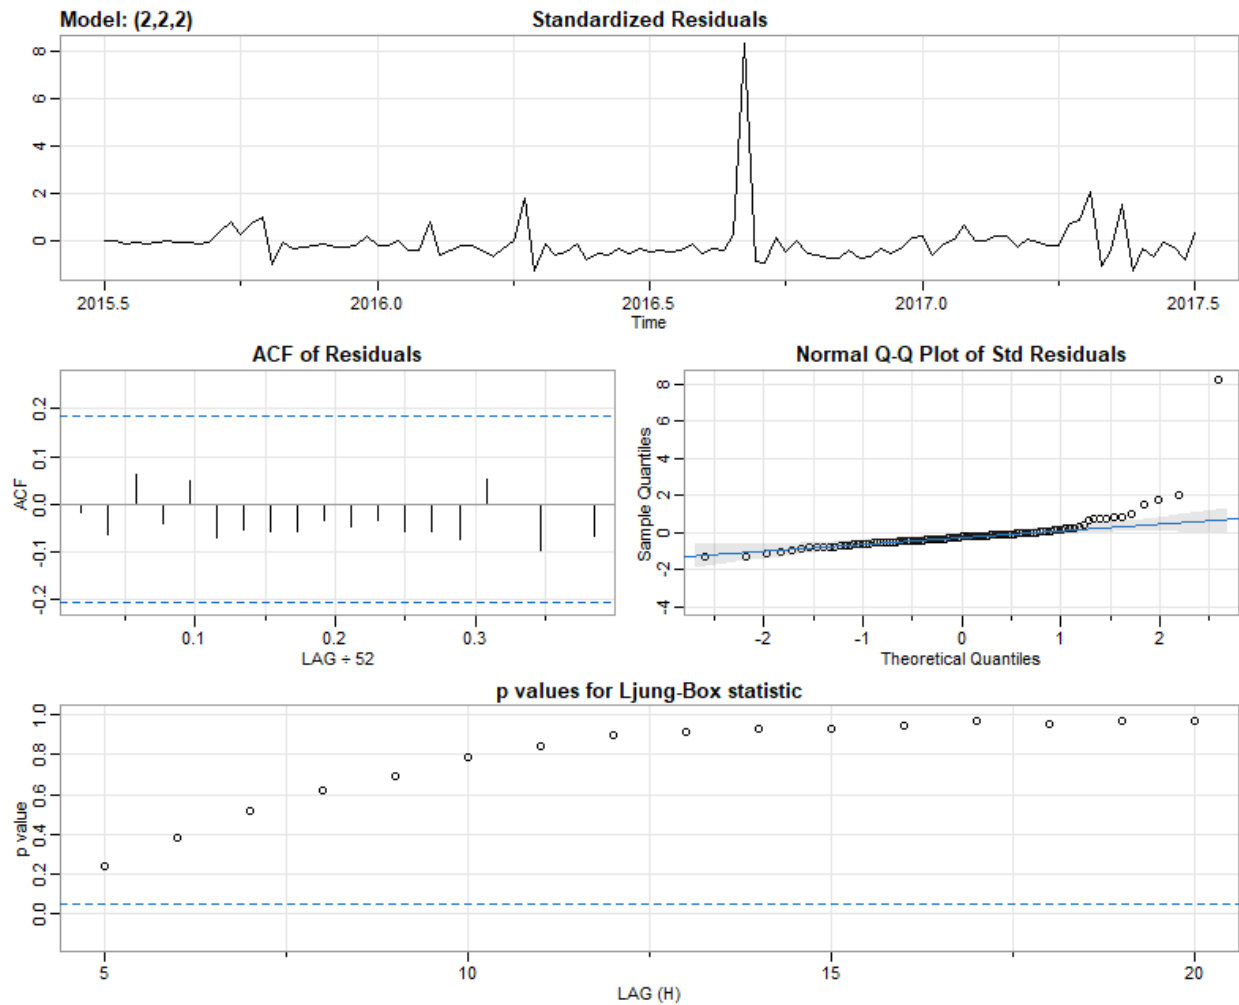 Model: (2,2,2) Standardized Residuals
8
6
4
2
0
2015.5 2016.0 2016.5 2017.0 2017.5
Time
ACF of Residuals
ACF
0.2
0.1
0.0
-0.1
-0.2
0.1 0.2 0.3
LAG ÷ 52
Normal Q-Q Plot of Std Residuals
Sample Quantiles
8
6
4
2
0
-2
-4
-2 -1 0 1 2
Theoretical Quantiles
p values for Ljung-Box statistic
p value
1.0
0.8
0.6
0.4
0.2
0.0
5 10 15 20
LAG (H)